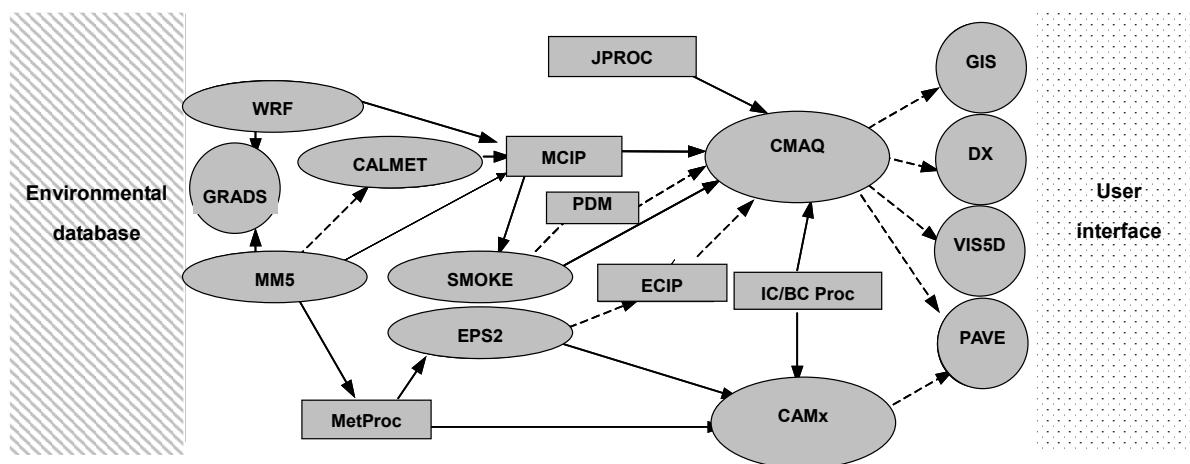 Environmental
database
WRF
GRADS
MM5
CALMET
MCIP
JPROC
PDM
SMOKE
ECIP
EPS2
MetProc
IC/BC Proc
CMAQ
CAMx
GIS
DX
VIS5D
PAVE
User
interface